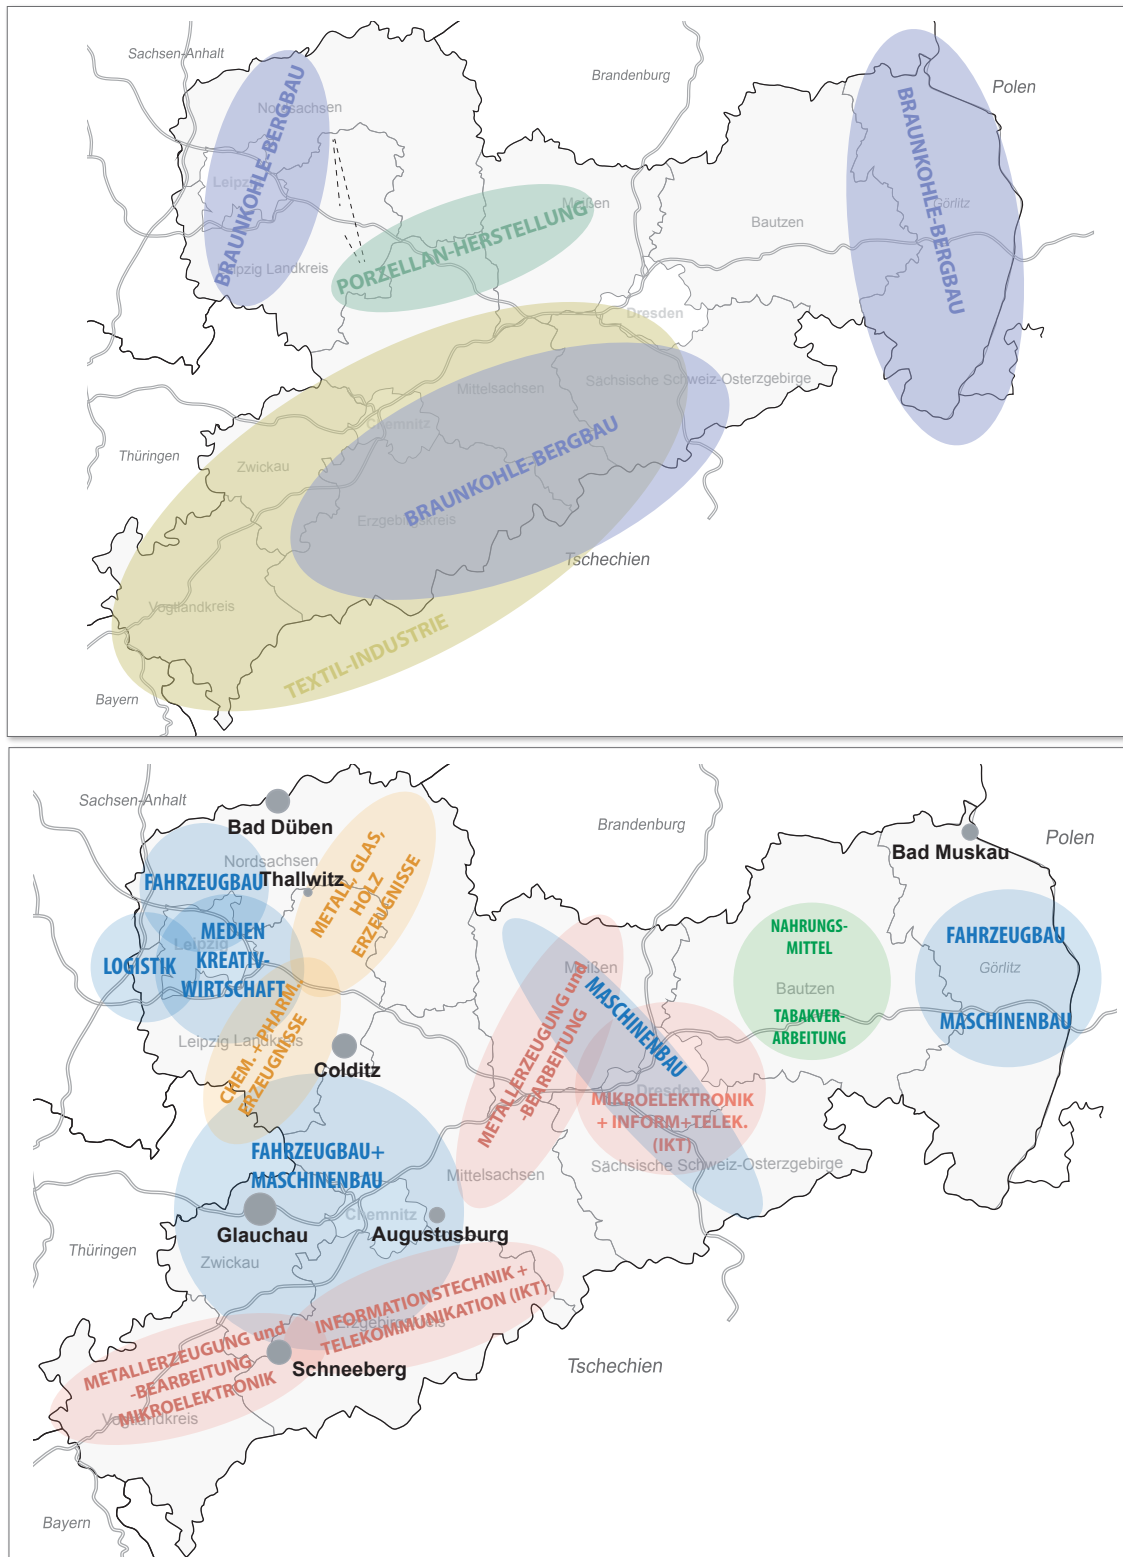 Sachsen-Anhalt
Brandenburg
Polen
BRAUNKOHLE-BERGBAU
Nordsachsen
Leipzig
Leipzig Landkreis
PORZELLAN-HERSTELLUNG
Meißen
Bautzen
BRAUNKOHLE-BERGBAU
Görlitz
Dresden
Mittelsachsen
Sächsische Schweiz-Osterzgebirge
Chemnitz
Thüringen
Zwickau
BRAUNKOHLE-BERGBAU
Erzgebirgskreis
Tschechien
Vogtlandkreis
TEXTIL-INDUSTRIE
Bayern
Sachsen-Anhalt
Brandenburg
Polen
Bad Düben
Bad Muskau
Nordsachsen
Thallwitz
FAHRZEUGBAU
METALL, GLAS,
HOLZ
ERZEUGNISSE
LOGISTIK
Leipzig
MEDIEN
KREATIV-
WIRTSCHAFT
Leipzig Landkreis
CHEM. + PHARM.
ERZEUGNISSE
Colditz
Meißen
METALLERZEUGUNG und
-BEARBEITUNG
MASCHINENBAU
NAHRUNGS-
MITTEL
Bautzen
TABAKVER-
ARBEITUNG
FAHRZEUGBAU
Görlitz
MASCHINENBAU
Dresden
MIKROELEKTRONIK
+ INFORM+TELEK.
(IKT)
Sächsische Schweiz-Osterzgebirge
FAHRZEUGBAU+
MASCHINENBAU
Mittelsachsen
Glauchau
Chemnitz
Augustusburg
Thüringen
Zwickau
INFORMATIONSTECHNIK +
TELEKOMMUNIKATION (IKT)
Erzgebirgskreis
METALLERZEUGUNG und
-BEARBEITUNG
MIKROELEKTRONIK
Schneeberg
Vogtlandkreis
Tschechien
Bayern